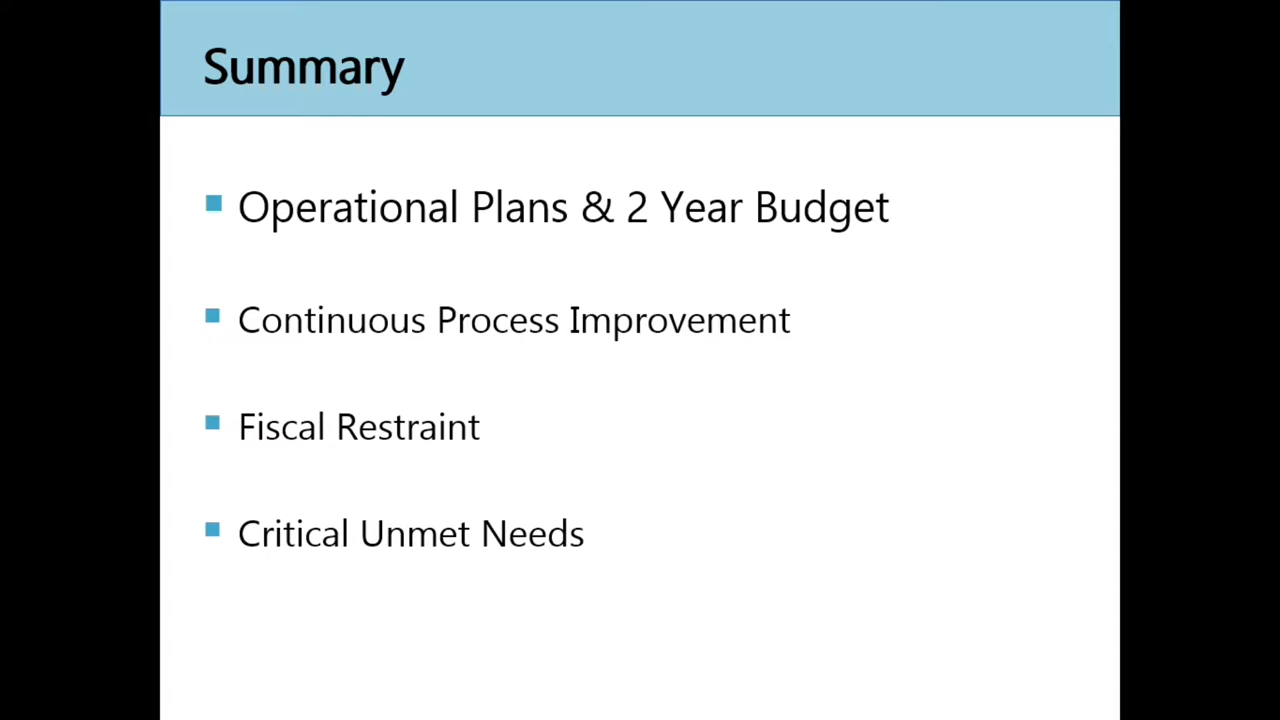 Summary
Operational Plans & 2 Year Budget
Continuous Process Improvement
Fiscal Restraint
Critical Unmet Needs